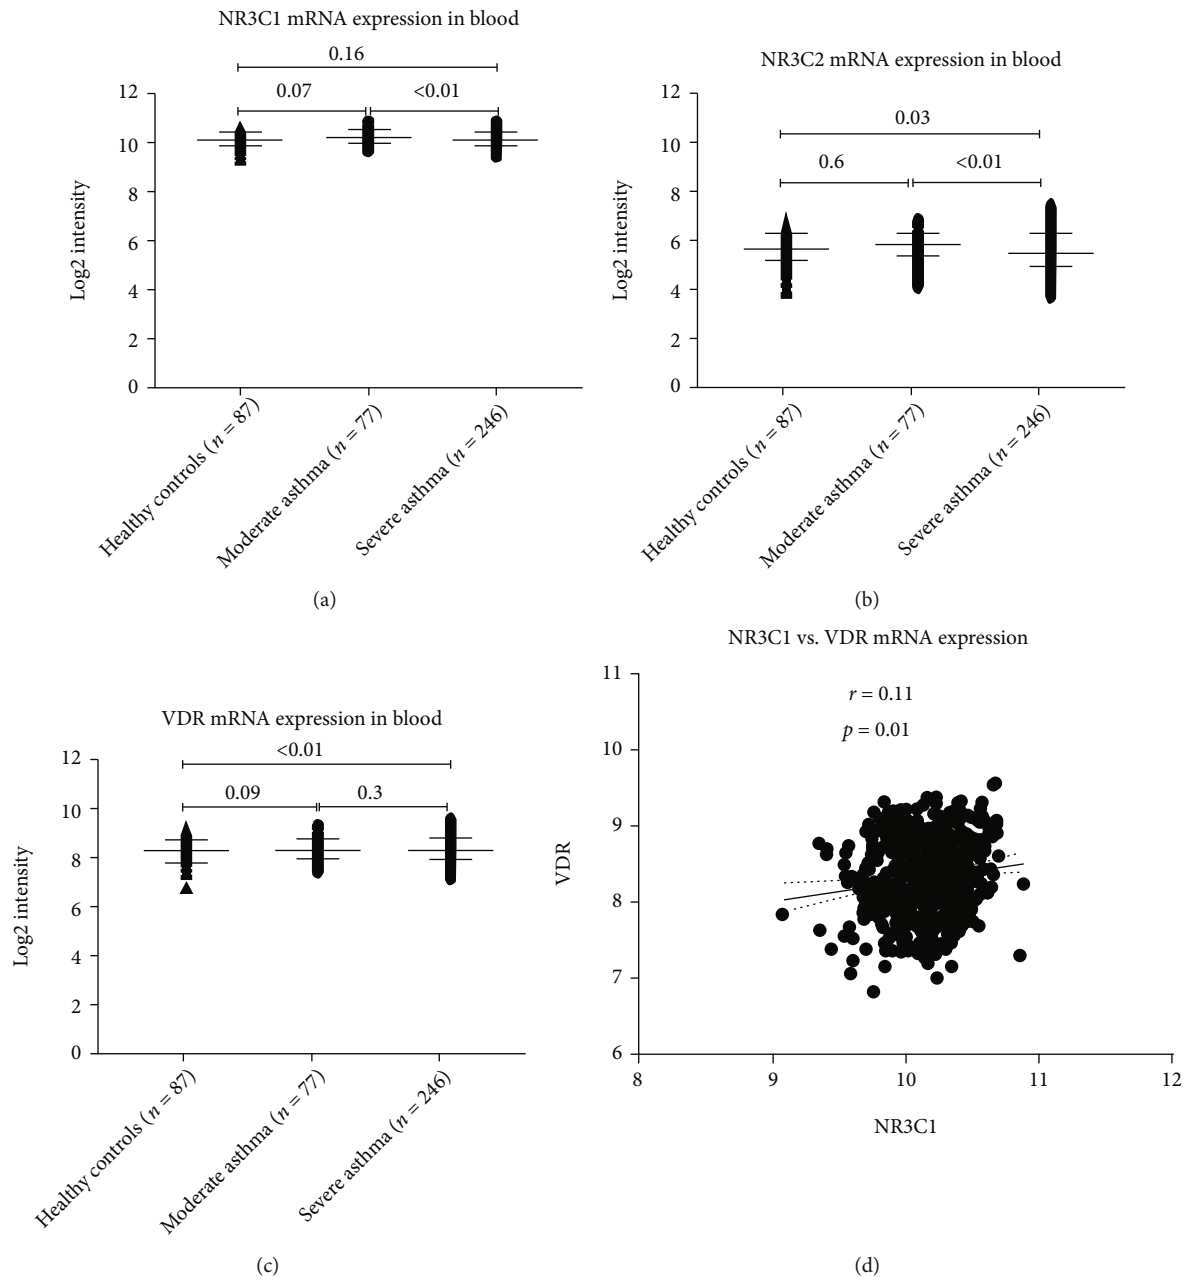 NR3C1 mRNA expression in blood
0.16
0.07
<0.01
12
10
8
6
4
2
0
Log2 intensity
Healthy controls (n = 87)
Moderate asthma (n = 77)
Severe asthma (n = 246)
(a)
NR3C2 mRNA expression in blood
0.03
0.6
<0.01
12
10
8
6
4
2
0
Log2 intensity
Healthy controls (n = 87)
Moderate asthma (n = 77)
Severe asthma (n = 246)
(b)
VDR mRNA expression in blood
<0.01
0.09
0.3
12
10
8
6
4
2
0
Log2 intensity
Healthy controls (n = 87)
Moderate asthma (n = 77)
Severe asthma (n = 246)
(c)
NR3C1 vs. VDR mRNA expression
r = 0.11
p = 0.01
11
10
9
8
7
6
VDR
8
9
10
11
12
NR3C1
(d)